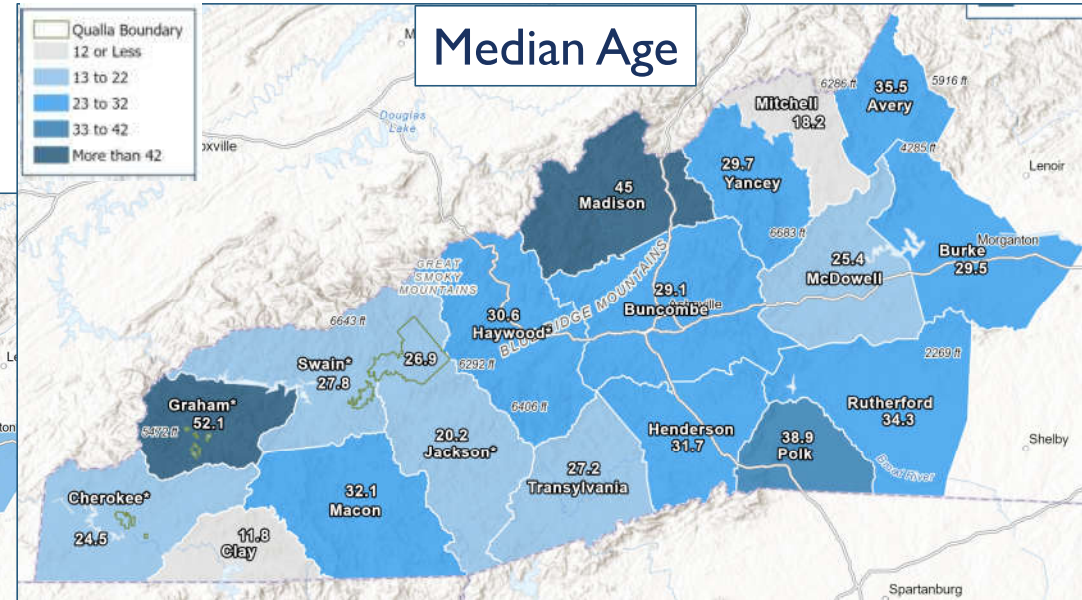 Median Age
Qualla Boundary
12 or Less
13 to 22
23 to 32
33 to 42
More than 42
oxville
Douglas
Lake
M
6286 ft
35.5
Avery
5916 ft
Mitchell
18.2
4285 ft
Lenoir
29.7
Yancey
45
Madison
6683 ft
25.4
McDowell
Morganton
Burke
29.5
GREAT
SMOKY
MOUNTAINS
BLUE RIDGE MOUNTAINS
29.1
Buncombe
30.6
Haywood*
6643 ft
Swain*
27.8
26.9
6292 ft
2269 ft
Graham*
52.1
5472 ft
6406 ft
Rutherford
34.3
Henderson
31.7
38.9
Polk
20.2
Jackson*
27.2
Transylvania
Shelby
Broad River
Cherokee*
24.5
32.1
Macon
11.8
Clay
Spartanburg
Le
ton